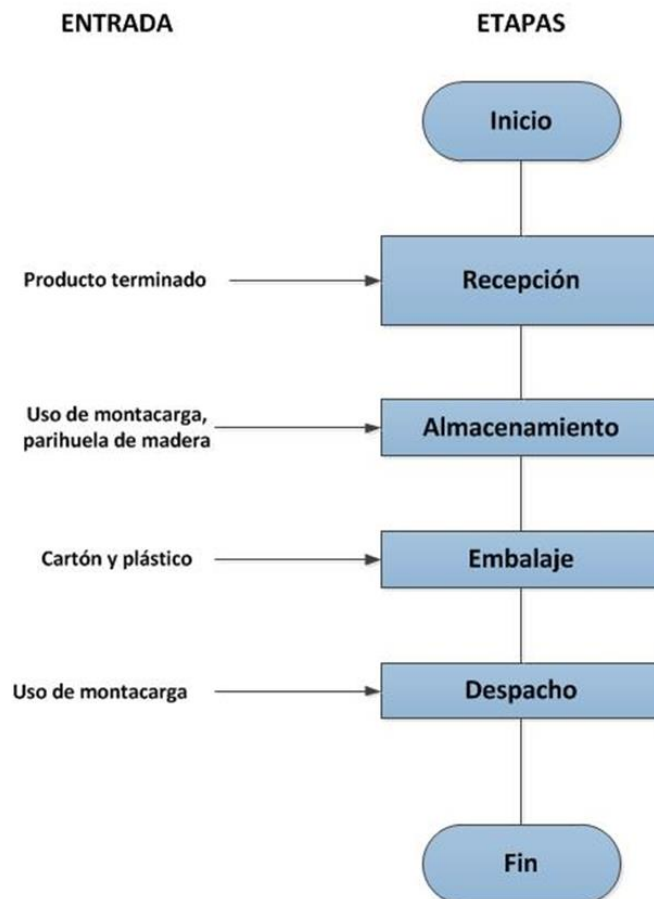 ENTRADA
ETAPAS
Inicio
Producto terminado
Recepción
Uso de montacarga,
parihuela de madera
Almacenamiento
Cartón y plástico
Embalaje
Uso de montacarga
Despacho
Fin